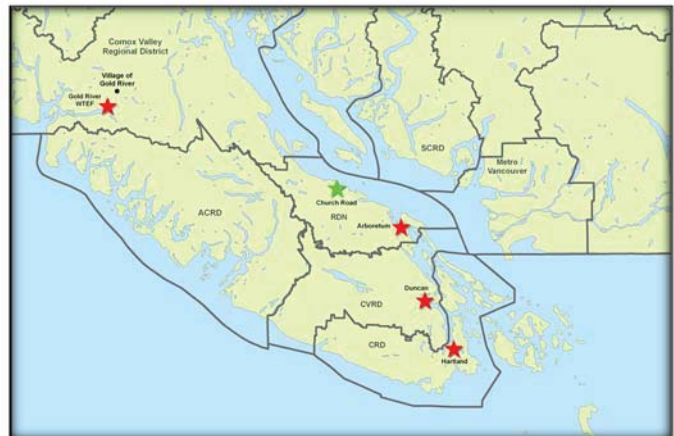 Comox Valley
Regional District
Village of
Gold River
Gold River
WTEF
SCRD
Metro
Vancouver
Church Road
RDN
ACRD
Arboretum
Duncan
CVRD
CRD
Hartland